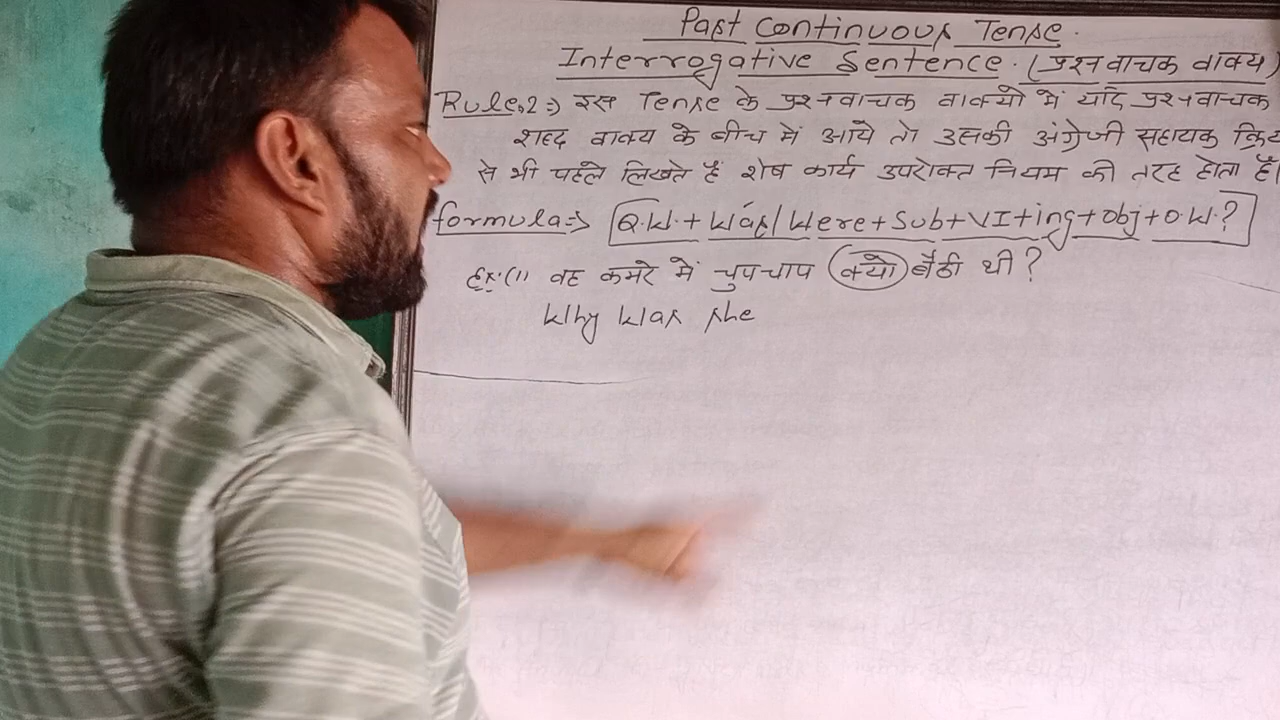 Past Continuous Tense.
Interrogative Sentence. (प्रश्नवाचक वाक्य)
Rule.2 => इस Tense के प्रश्नवाचक वाक्यों में यदि प्रश्नवाचक
शब्द वाक्य के बीच में आये तो उसकी अंग्रेजी सहायक क्रि
से भी पहले लिखते हैं शेष कार्य उपरोक्त नियम की तरह होता है।
formula => Q.W. + Was/Were + Sub + V1 + ing + Obj + O.W.?
Ex:(1) वह कमरे में चुपचाप क्यो बैठी थी?
Why was she